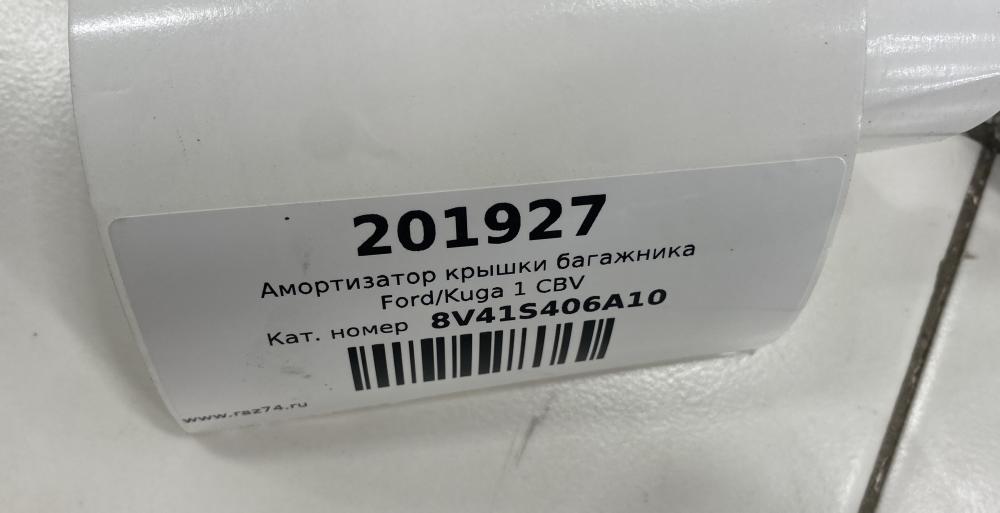 201927
Амортизатор крышки багажника
Ford/Kuga 1 CBV
Кат. номер 8V41S406A10
www.raz74.ru